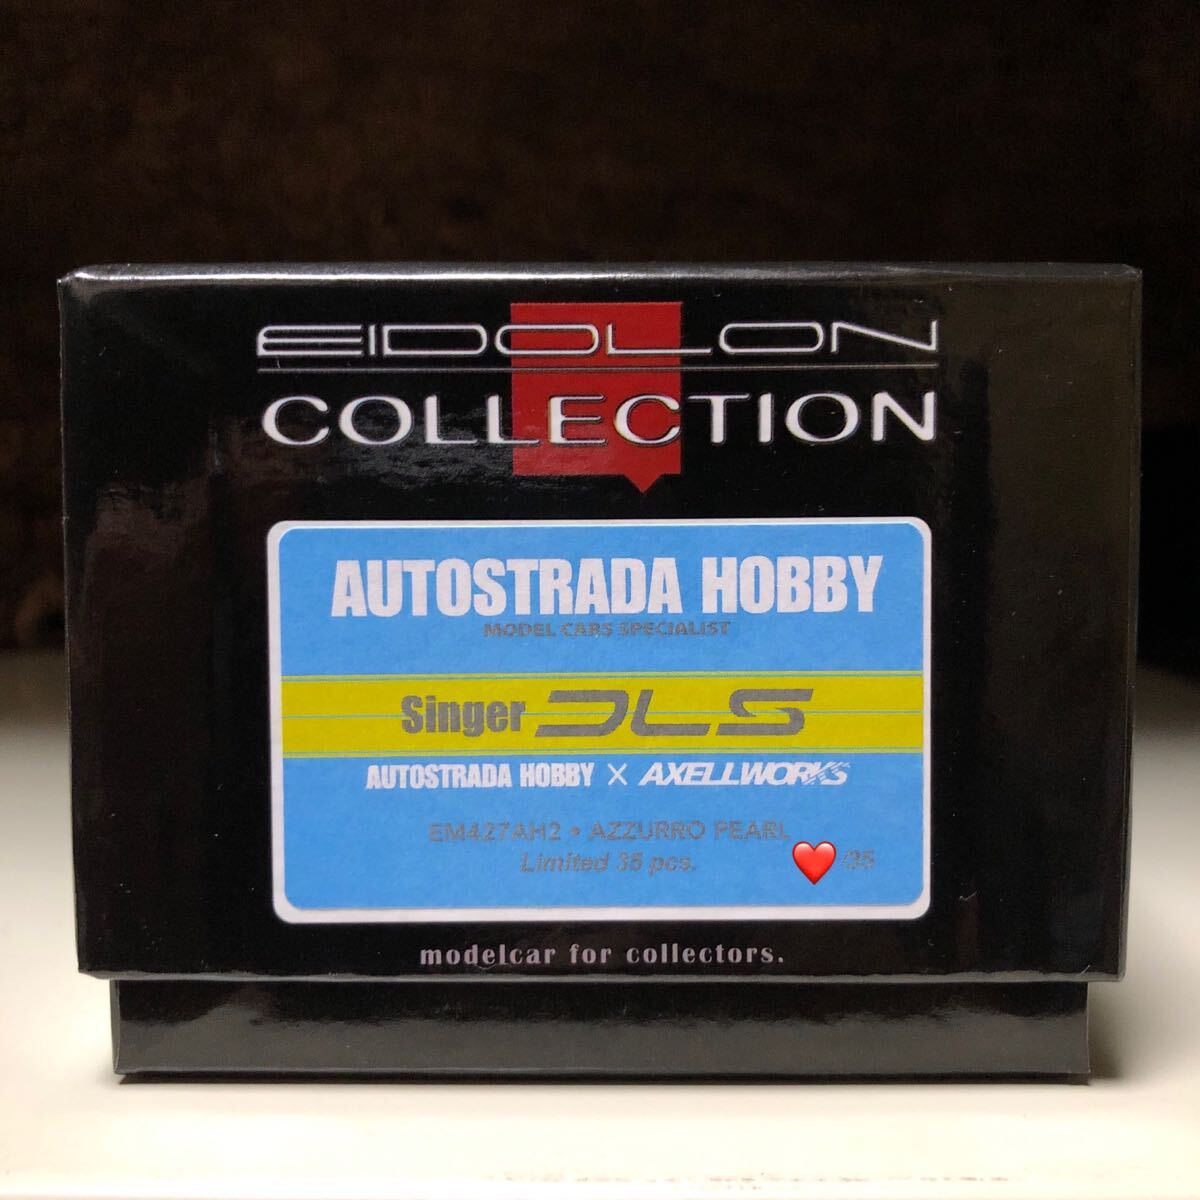 EIDOLON
COLLECTION
AUTOSTRADA HOBBY
MODEL CARS SPECIALIST
Singer DLS
AUTOSTRADA HOBBY × AXELLWORKS
EM427AH2 • AZZURRO PEARL
Limited 35 pcs.
❤️/35
modelcar for collectors.